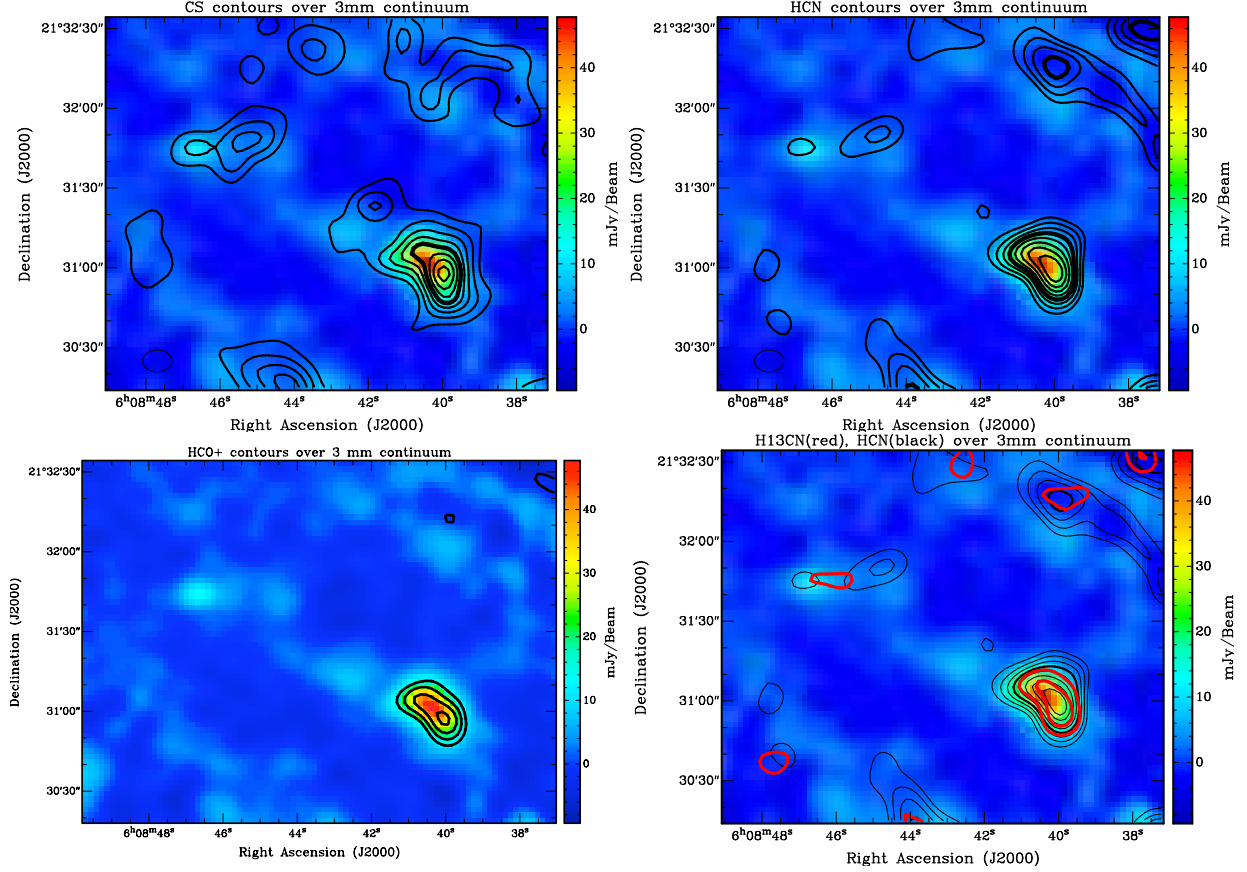 CS contours over 3mm continuum
21°32′30″
32′00″
31′30″
31′00″
30′30″
Declination (J2000)
6ʰ08ᵐ48ˢ
44ˢ
42ˢ
40ˢ
38ˢ
Right Ascension (J2000)
40
30
20
10
0
mJy/Beam
HCN contours over 3mm continuum
21°32′30″
32′00″
31′30″
31′00″
30′30″
Declination (J2000)
6ʰ08ᵐ48ˢ
44ˢ
42ˢ
40ˢ
38ˢ
Right Ascension (J2000)
40
30
20
10
0
mJy/Beam
HCO+ contours over 3 mm continuum
21°32′30″
32′00″
31′30″
31′00″
30′30″
Declination (J2000)
6ʰ08ᵐ48ˢ
46ˢ
44ˢ
42ˢ
40ˢ
38ˢ
Right Ascension (J2000)
40
30
20
10
0
mJy/Beam
H13CN(red), HCN(black) over 3mm continuum
21°32′30″
32′00″
31′30″
31′00″
30′30″
Declination (J2000)
6ʰ08ᵐ48ˢ
46ˢ
44ˢ
42ˢ
40ˢ
38ˢ
Right Ascension (J2000)
40
30
20
10
0
mJy/Beam